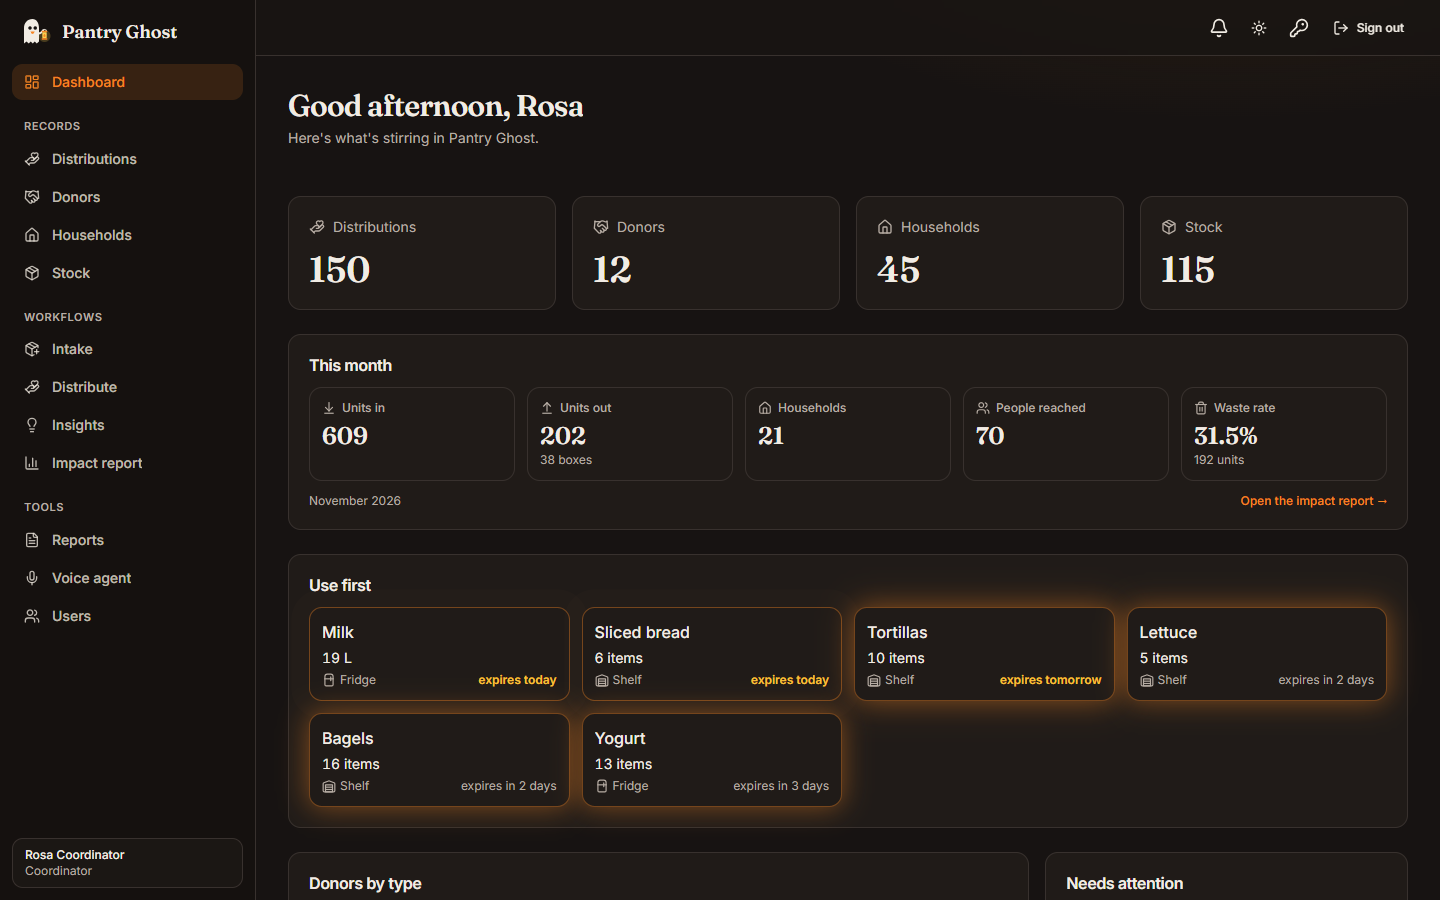 Pantry Ghost
Sign out
Dashboard
RECORDS
Distributions
Donors
Households
Stock
WORKFLOWS
Intake
Distribute
Insights
Impact report
TOOLS
Reports
Voice agent
Users
Rosa Coordinator
Coordinator
Good afternoon, Rosa
Here's what's stirring in Pantry Ghost.
Distributions
150
Donors
12
Households
45
Stock
115
This month
Units in
609
Units out
202
38 boxes
Households
21
People reached
70
Waste rate
31.5%
192 units
November 2026
Open the impact report →
Use first
Milk
19 L
Fridge
expires today
Sliced bread
6 items
Shelf
expires today
Tortillas
10 items
Shelf
expires tomorrow
Lettuce
5 items
Shelf
expires in 2 days
Bagels
16 items
Shelf
expires in 2 days
Yogurt
13 items
Fridge
expires in 3 days
Donors by type
Needs attention